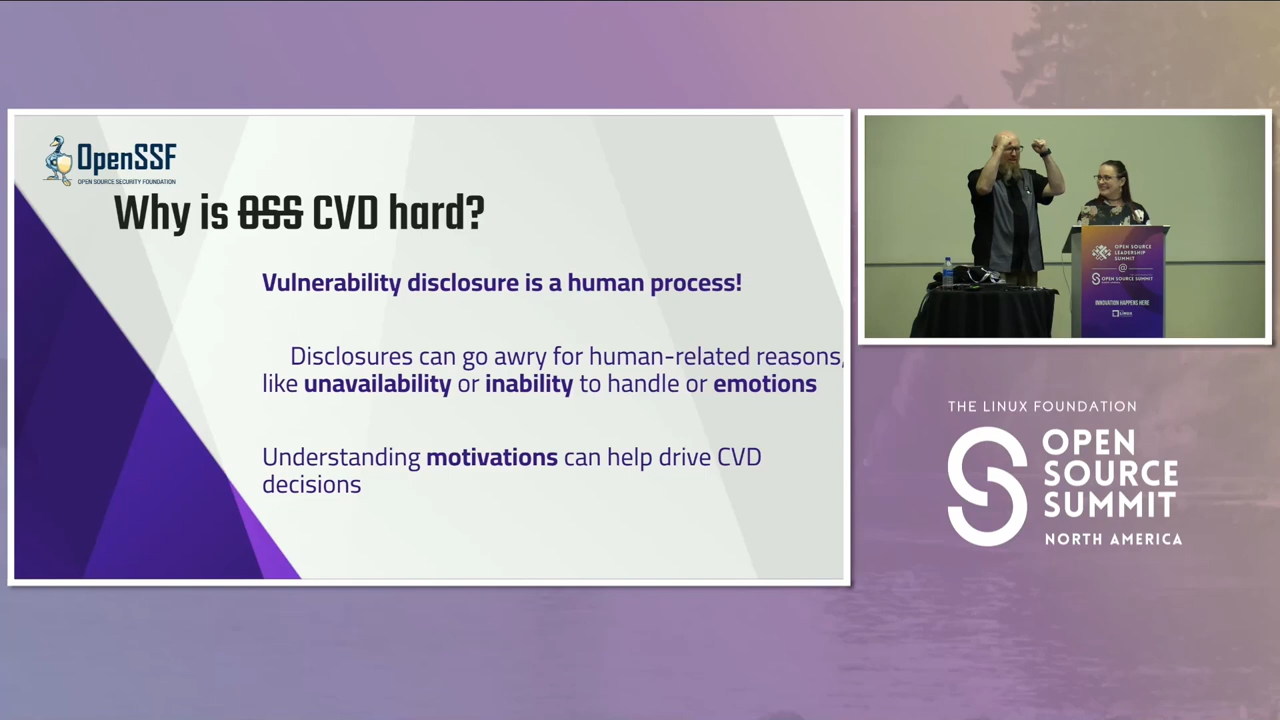 OpenSSF
OPEN SOURCE SECURITY FOUNDATION
Why is OSS CVD hard?
Vulnerability disclosure is a human process!
Disclosures can go awry for human-related reasons,
like unavailability or inability to handle or emotions
Understanding motivations can help drive CVD
decisions
OPEN SOURCE
LEADERSHIP
SUMMIT
@
OPEN SOURCE SUMMIT
INNOVATION HAPPENS HERE
THE LINUX FOUNDATION
OPEN
SOURCE
SUMMIT
NORTH AMERICA